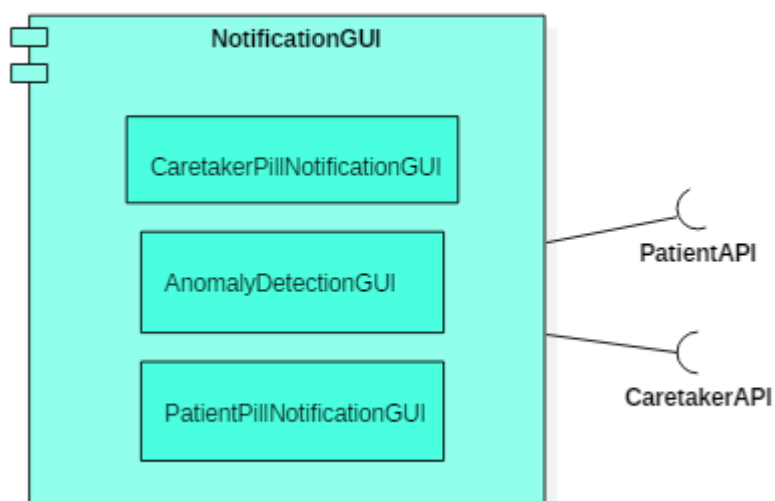 NotificationGUI
CaretakerPillNotificationGUI
AnomalyDetectionGUI
PatientAPI
PatientPillNotificationGUI
CaretakerAPI